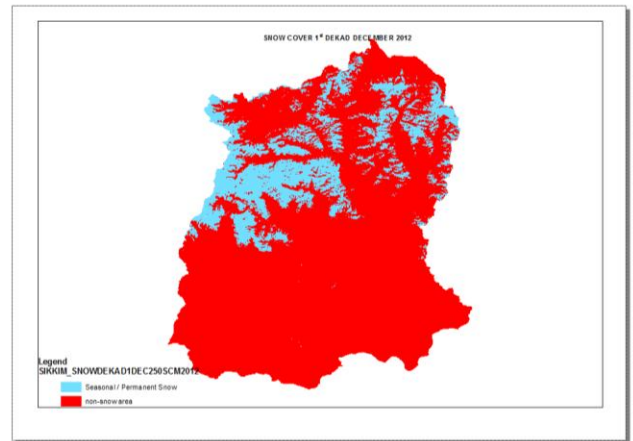 SNOW COVER 1st DEKAD DECEMBER 2012
Legend
SIKKIM_SNOWDEKAD1DEC250SCM2012
Seasonal / Permanent Snow
non-snow area